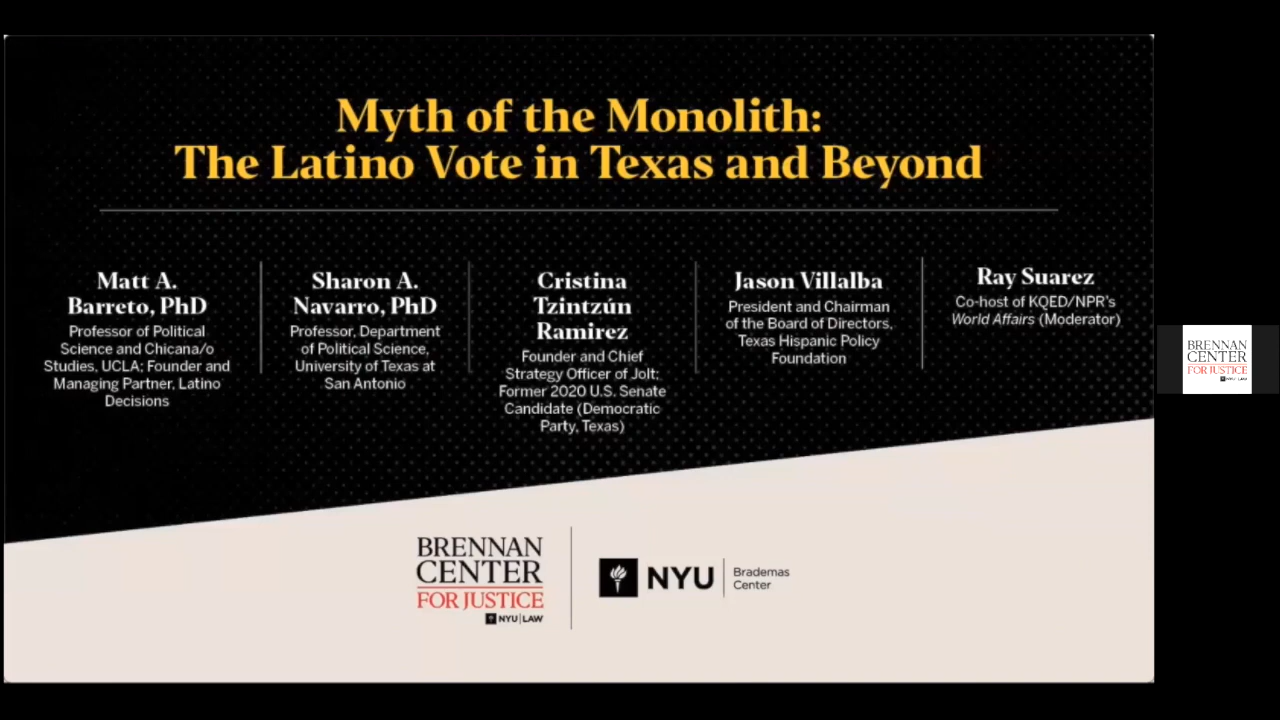 Myth of the Monolith:
The Latino Vote in Texas and Beyond
Matt A.
Barreto, PhD
Professor of Political
Science and Chicana/o
Studies, UCLA; Founder and
Managing Partner, Latino
Decisions
Sharon A.
Navarro, PhD
Professor, Department
of Political Science,
University of Texas at
San Antonio
Cristina
Tzintzún
Ramirez
Founder and Chief
Strategy Officer of Jolt;
Former 2020 U.S. Senate
Candidate (Democratic
Party, Texas)
Jason Villalba
President and Chairman
of the Board of Directors,
Texas Hispanic Policy
Foundation
Ray Suarez
Co-host of KQED/NPR's
World Affairs (Moderator)
BRENNAN
CENTER
FOR JUSTICE
NYU LAW
NYU
Brademas
Center
BRENNAN
CENTER
FOR JUSTICE
NYU LAW